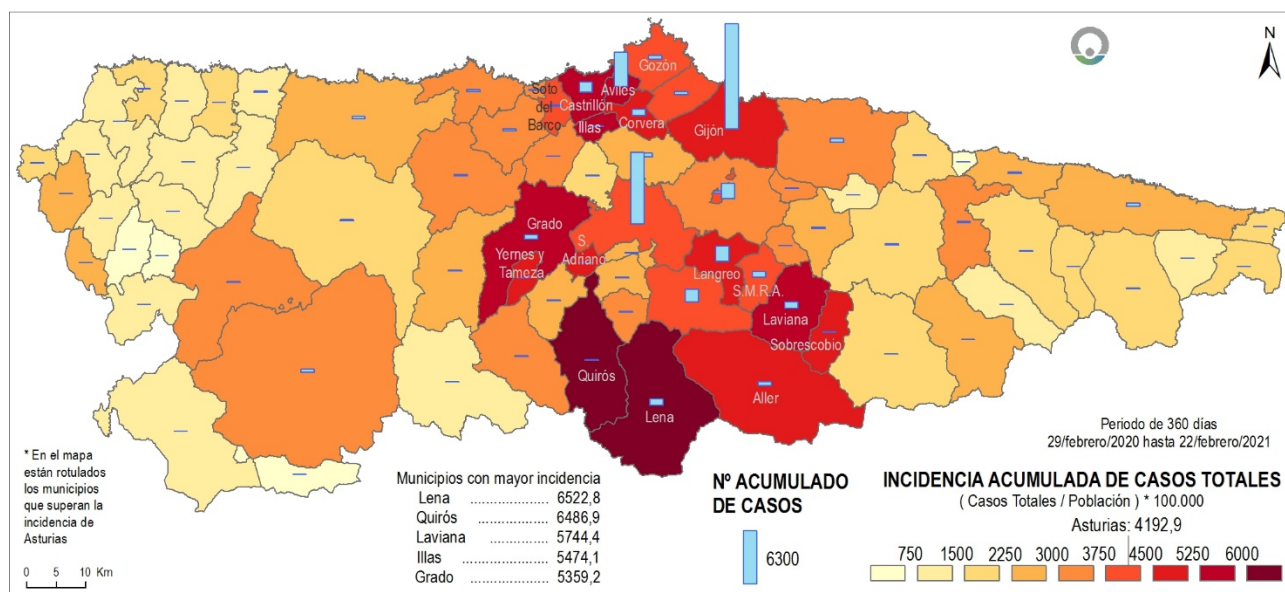 N
Gozón
Soto
del
Barco
Avilés
Castrillón
Illas
Corvera
Gijón
Grado
Yernes y
Tameza
S.
Adriano
Langreo
S.M.R.A.
Laviana
Sobrescobio
Quirós
Lena
Aller
Periodo de 360 días
29/febrero/2020 hasta 22/febrero/2021
* En el mapa
están rotulados
los municipios
que superan la
incidencia de
Asturias
0 5 10 Km
Municipios con mayor incidencia
Lena .................. 6522,8
Quirós .................. 6486,9
Laviana .................. 5744,4
Illas .................. 5474,1
Grado .................. 5359,2
Nº ACUMULADO
DE CASOS
6300
INCIDENCIA ACUMULADA DE CASOS TOTALES
( Casos Totales / Población ) * 100.000
Asturias: 4192,9
750 1500 2250 3000 3750 4500 5250 6000